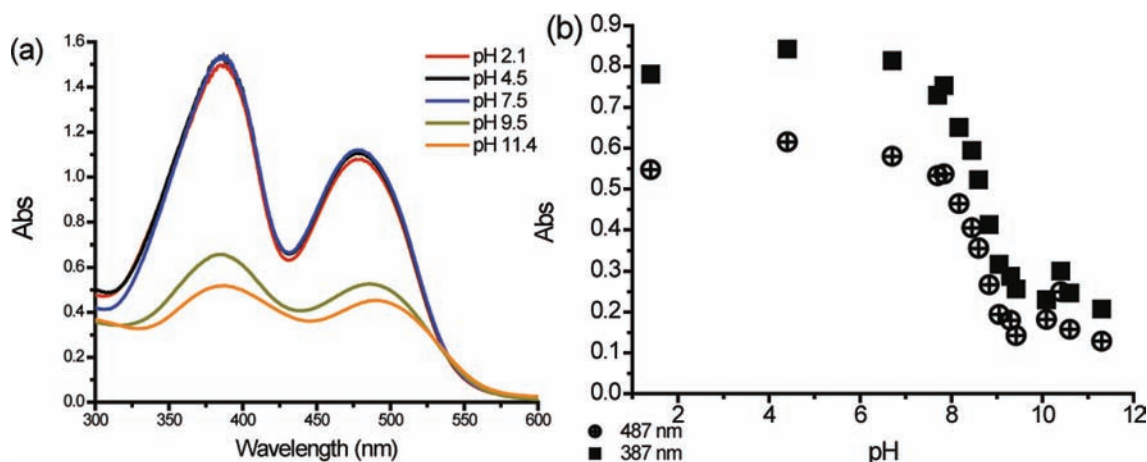 (a)
1.6
1.4
1.2
1.0
0.8
0.6
0.4
0.2
0.0
Abs
pH 2.1
pH 4.5
pH 7.5
pH 9.5
pH 11.4
300 350 400 450 500 550 600
Wavelength (nm)
(b)
0.9
0.8
0.7
0.6
0.5
0.4
0.3
0.2
0.1
0.0
Abs
2 4 6 8 10 12
pH
487 nm
387 nm